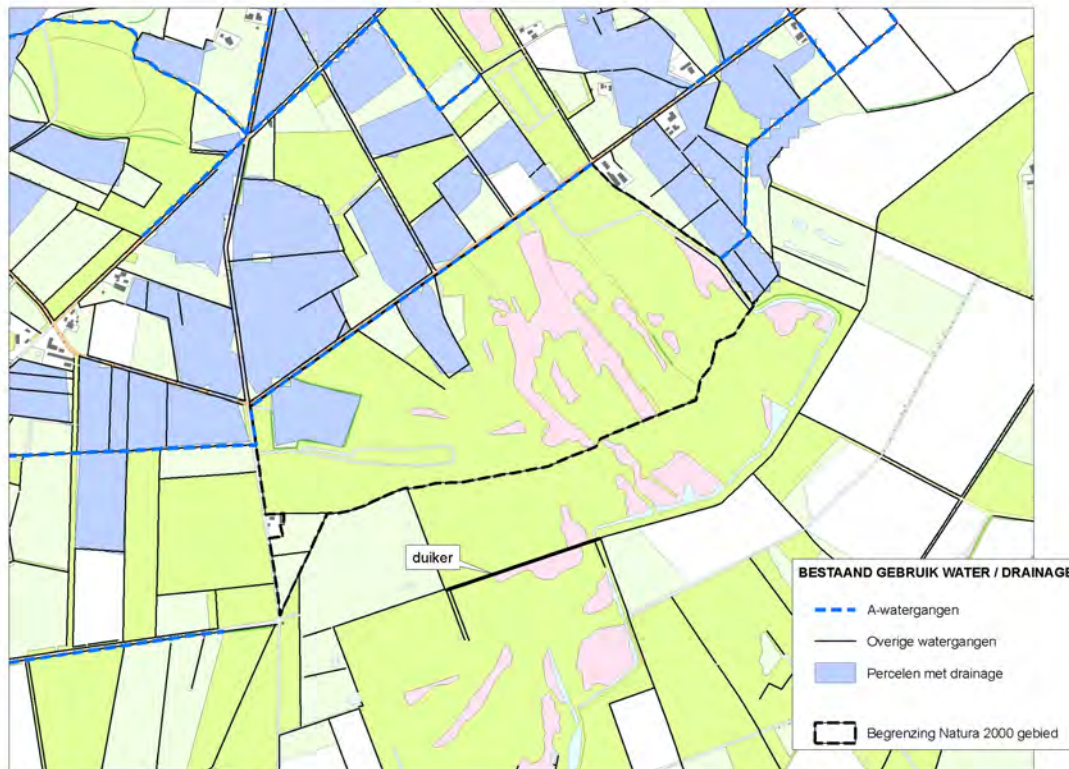 duiker
BESTAAND GEBRUIK WATER / DRAINAGE
A-watergangen
Overige watergangen
Percelen met drainage
Begrenzing Natura 2000 gebied